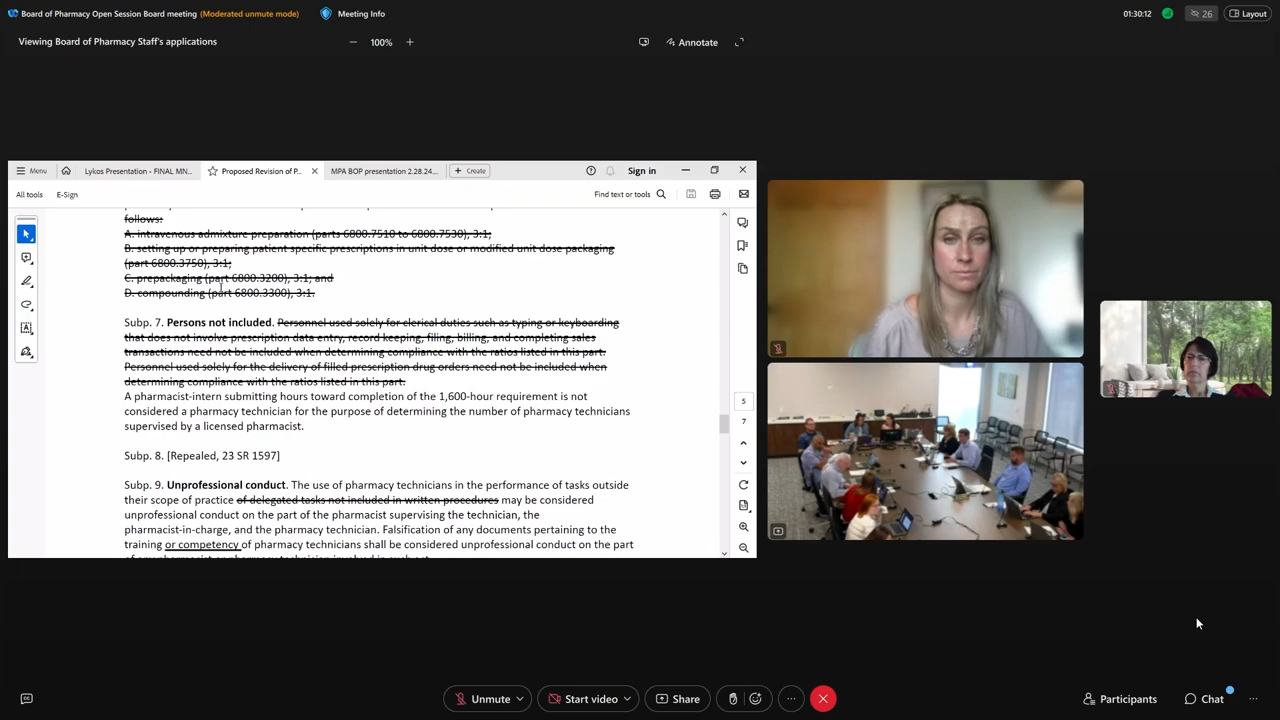 Board of Pharmacy Open Session Board meeting (Moderated unmute mode) Meeting Info 01:30:12 26 Layout
Viewing Board of Pharmacy Staff's applications 100% Annotate
Menu Lykos Presentation - FINAL MN... Proposed Revision of P... MPA BOP presentation 2.28.24... Create Sign in
All tools E-Sign Find text or tools
follows:
A. intravenous admixture preparation (parts 6800.7510 to 6800.7530), 3:1;
B. setting up or preparing patient specific prescriptions in unit dose or modified unit dose packaging
(part 6800.3750), 3:1;
C. prepackaging (part 6800.3200), 3:1; and
D. compounding (part 6800.3300), 3:1.
Subp. 7. Persons not included. Personnel used solely for clerical duties such as typing or keyboarding
that does not involve prescription data entry, record keeping, filing, billing, and completing sales
transactions need not be included when determining compliance with the ratios listed in this part.
Personnel used solely for the delivery of filled prescription drug orders need not be included when
determining compliance with the ratios listed in this part.
A pharmacist-intern submitting hours toward completion of the 1,600-hour requirement is not
considered a pharmacy technician for the purpose of determining the number of pharmacy technicians
supervised by a licensed pharmacist.
Subp. 8. [Repealed, 23 SR 1597]
Subp. 9. Unprofessional conduct. The use of pharmacy technicians in the performance of tasks outside
their scope of practice of delegated tasks not included in written procedures may be considered
unprofessional conduct on the part of the pharmacist supervising the technician, the
pharmacist-in-charge, and the pharmacy technician. Falsification of any documents pertaining to the
training or competency of pharmacy technicians shall be considered unprofessional conduct on the part
5
7
Unmute Start video Share Participants Chat